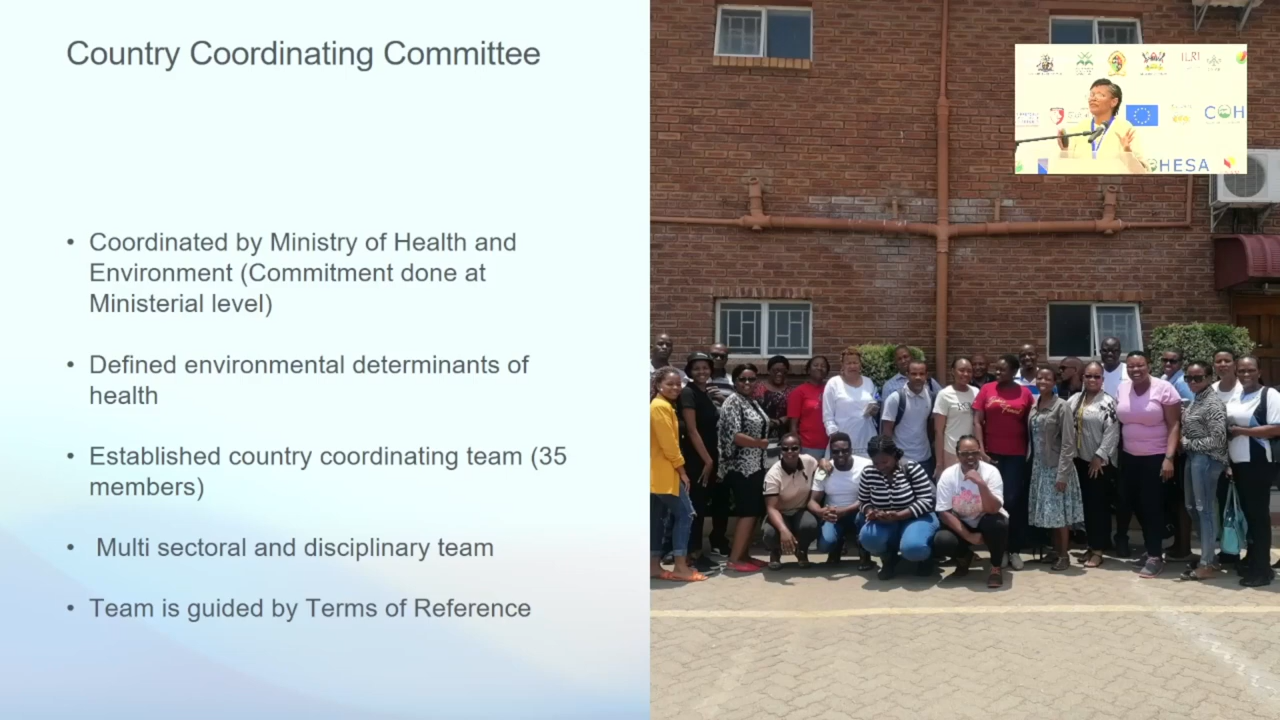 Country Coordinating Committee
• Coordinated by Ministry of Health and
Environment (Commitment done at
Ministerial level)
• Defined environmental determinants of
health
• Established country coordinating team (35
members)
• Multi sectoral and disciplinary team
• Team is guided by Terms of Reference
ILRI
C H
HESA